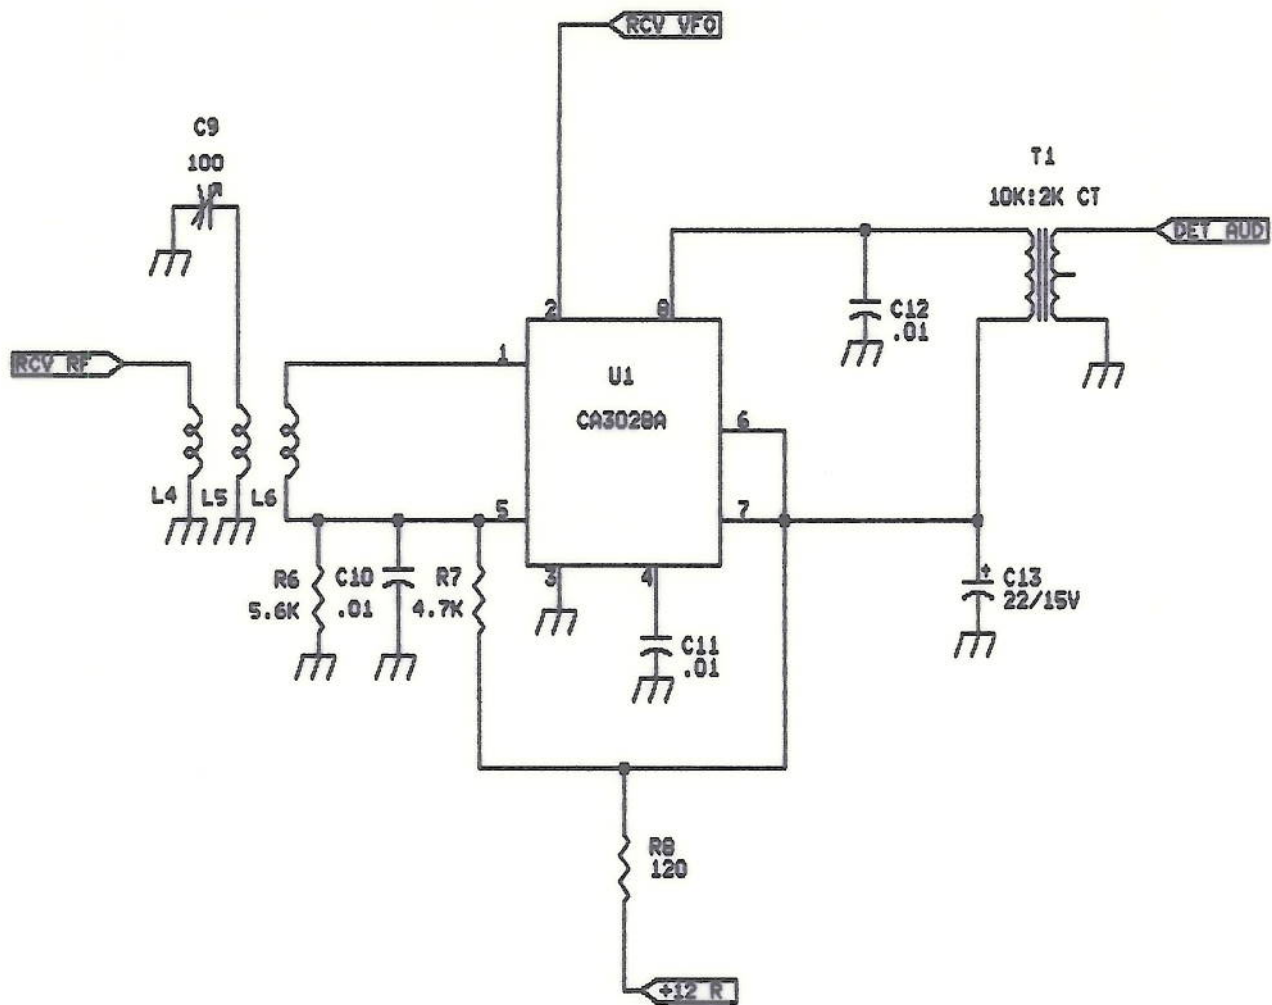 RCV VFO
C9
100
T1
10K:2K CT
DET AUD
2
8
C12
.01
RCV RF
1
U1
CA3028A
6
L4
L5
L6
5
7
R6
5.6K
C10
.01
R7
4.7K
3
4
+
C13
22/15V
C11
.01
R8
120
+12 R